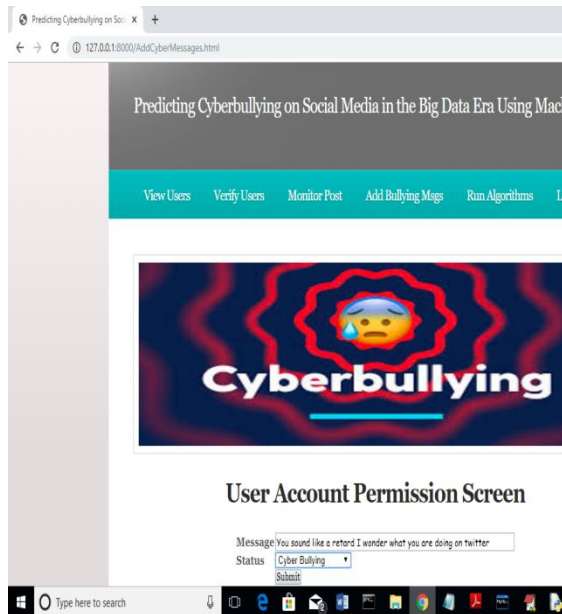 Predicting Cyberbullying on Soc
127.0.0.1:8000/AddCyberMessages.html
Predicting Cyberbullying on Social Media in the Big Data Era Using Mac
View Users Verify Users Monitor Post Add Bullying Msgs Run Algorithms L
Cyberbullying
User Account Permission Screen
Message You sound like a retard I wonder what you are doing on twitter
Status Cyber Bullying
Submit
Type here to search